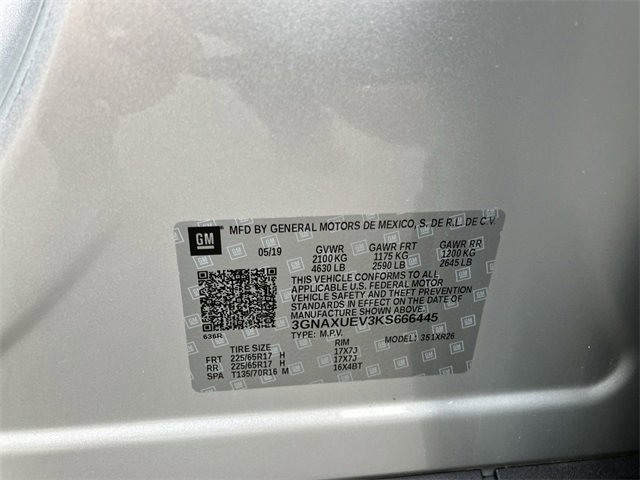 GM MFD BY GENERAL MOTORS DE MEXICO, S. DE R.L. DE C.V.
05/19 GVWR GAWR FRT GAWR RR
2100 KG 1175 KG 1200 KG
4630 LB 2590 LB 2645 LB
THIS VEHICLE CONFORMS TO ALL
APPLICABLE U.S. FEDERAL MOTOR
VEHICLE SAFETY AND THEFT PREVENTION
STANDARDS IN EFFECT ON THE DATE OF
MANUFACTURE SHOWN ABOVE.
3GNAXUEV3KS666445
636R TYPE: M.P.V. MODEL: 351XR26
TIRE SIZE RIM
FRT 225/65R17 H 17X7J
RR 225/65R17 H 17X7J
SPA T135/70R16 M 16X4BT